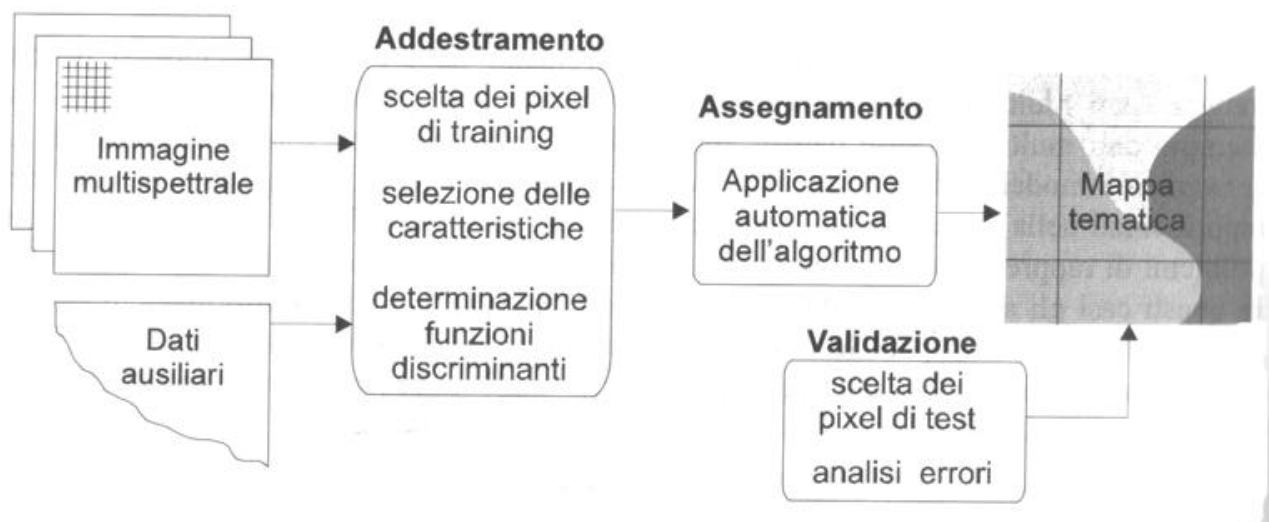 Immagine
multispettrale
Dati
ausiliari
Addestramento
scelta dei pixel
di training
selezione delle
caratteristiche
determinazione
funzioni
discriminanti
Assegnamento
Applicazione
automatica
dell'algoritmo
Mappa
tematica
Validazione
scelta dei
pixel di test
analisi errori